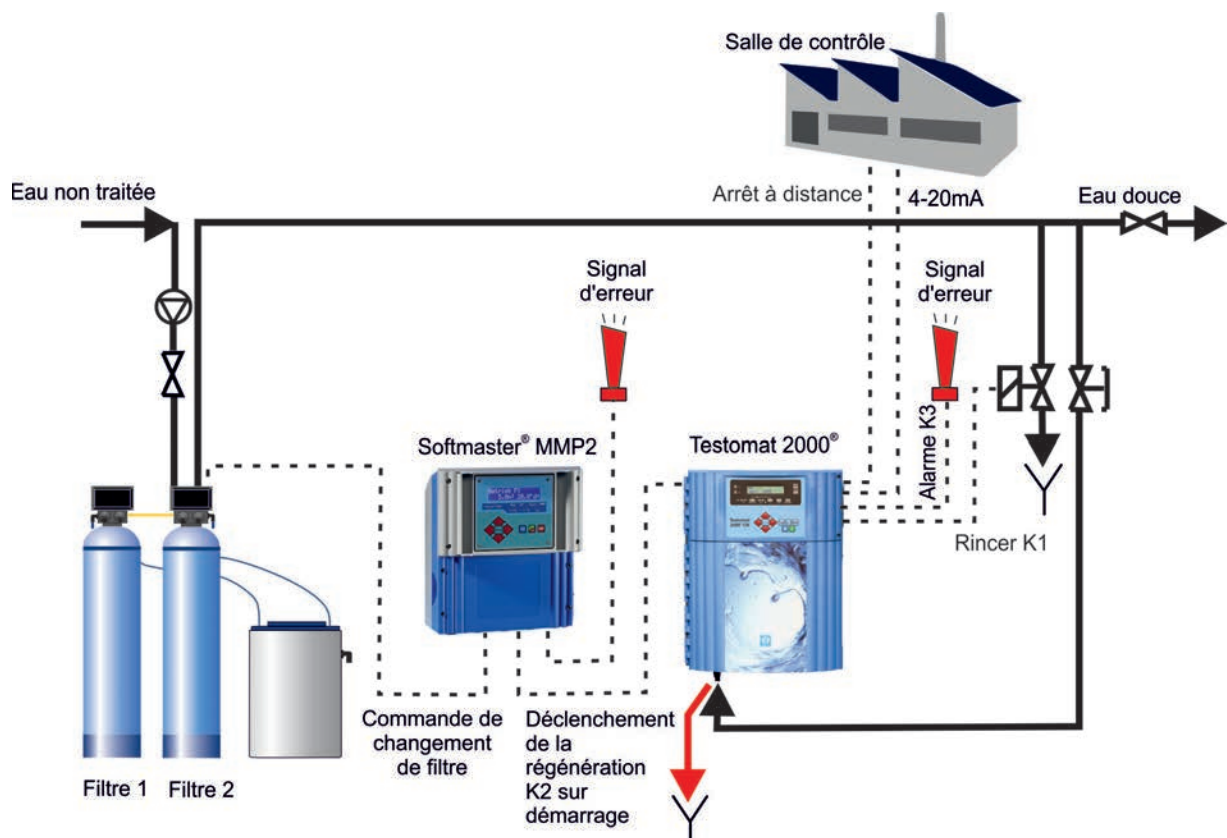 Salle de contrôle
Eau non traitée
Arrêt à distance
4-20mA
Eau douce
Signal
d'erreur
Signal
d'erreur
Alarme K3
Softmaster® MMP2
Testomat 2000®
Rincer K1
Commande de
changement
de filtre
Déclenchement
de la
régénération
K2 sur
démarrage
Filtre 1
Filtre 2